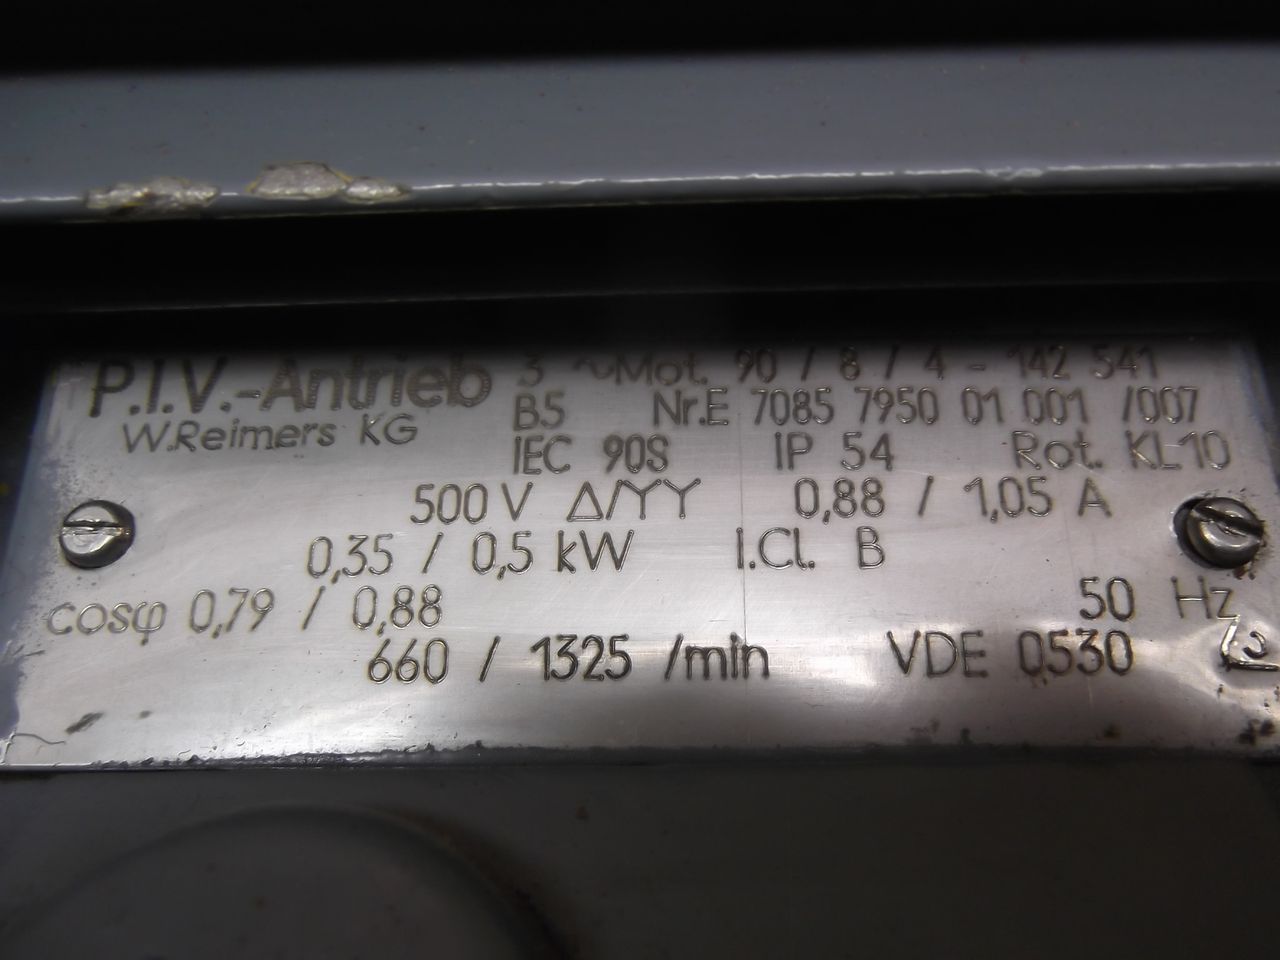 P.I.V.-Antrieb 3 ~Mot. 90 / 8 / 4 - 142 541
W.Reimers KG B5 Nr.E 7085 7950 01 001 /007
IEC 90S IP 54 Rot. KL10
500 V Δ/YY 0,88 / 1,05 A
0,35 / 0,5 kW I.Cl. B
cosφ 0,79 / 0,88 50 Hz
660 / 1325 /min VDE 0530